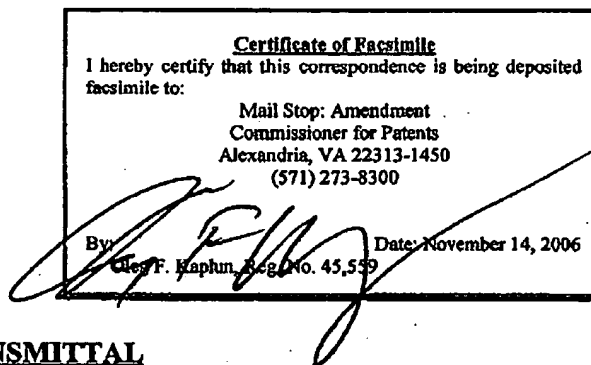 Certificate of Facsimile
I hereby certify that this correspondence is being deposited
facsimile to:
Mail Stop: Amendment
Commissioner for Patents
Alexandria, VA 22313-1450
(571) 273-8300
By: Date: November 14, 2006
Oleg F. Kaplun, Reg. No. 45,559
NSMITTAL